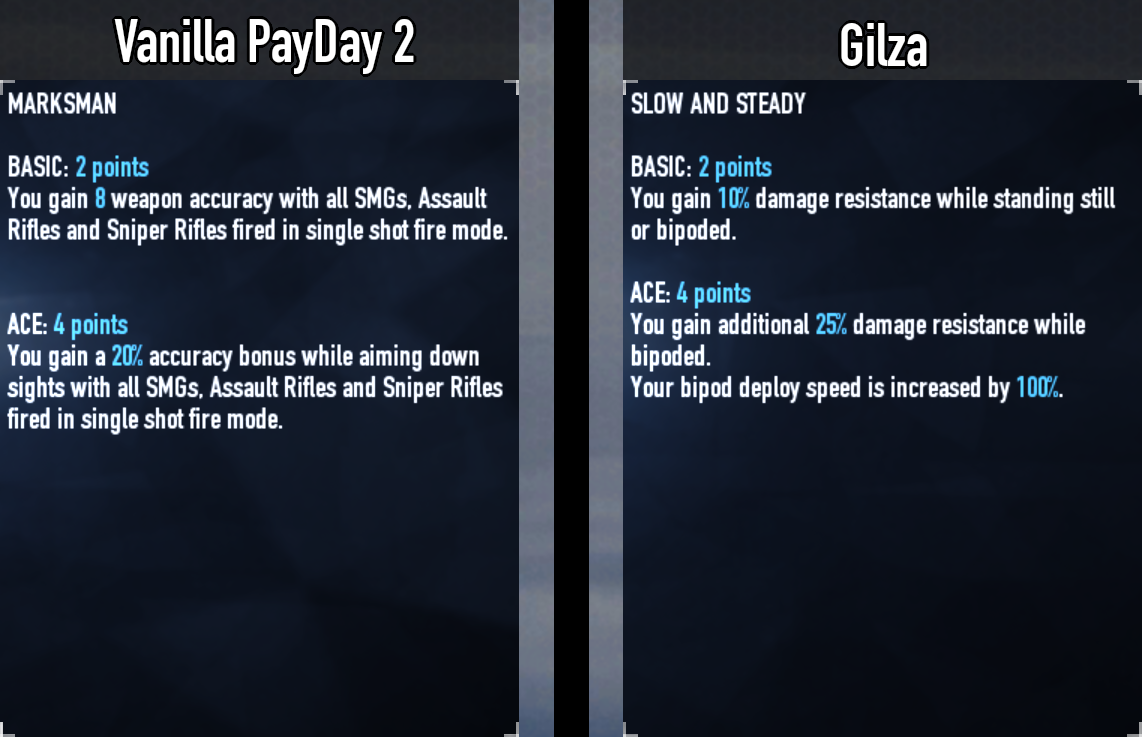 Vanilla PayDay 2
MARKSMAN
BASIC: 2 points
You gain 8 weapon accuracy with all SMGs, Assault
Rifles and Sniper Rifles fired in single shot fire mode.
ACE: 4 points
You gain a 20% accuracy bonus while aiming down
sights with all SMGs, Assault Rifles and Sniper Rifles
fired in single shot fire mode.
Gilza
SLOW AND STEADY
BASIC: 2 points
You gain 10% damage resistance while standing still
or bipoded.
ACE: 4 points
You gain additional 25% damage resistance while
bipoded.
Your bipod deploy speed is increased by 100%.